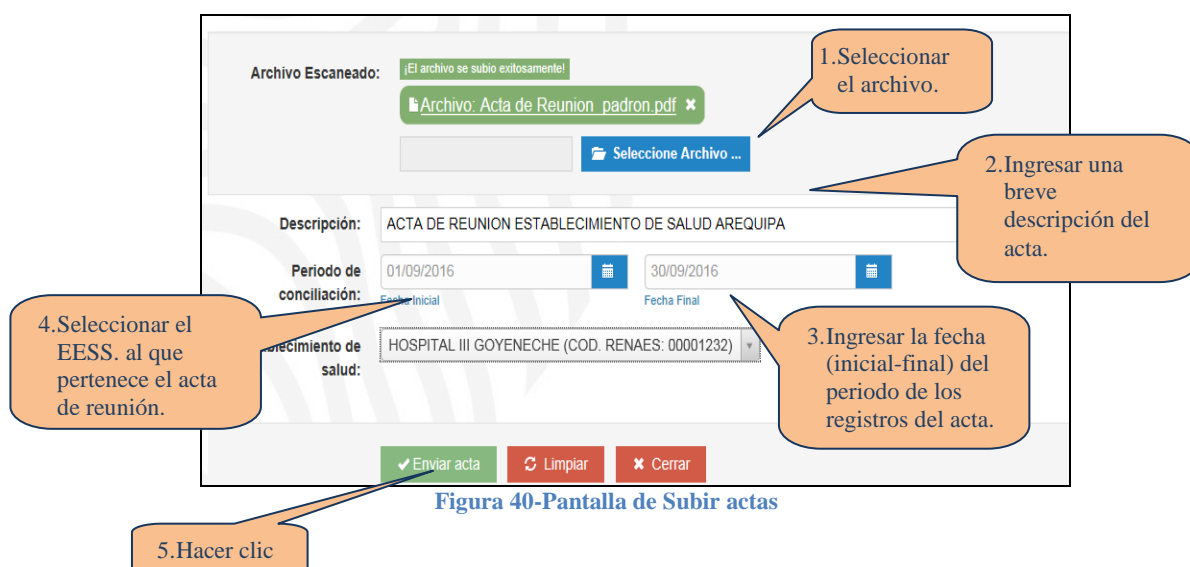 Archivo Escaneado:
¡El archivo se subio exitosamente!
Archivo: Acta de Reunion_padron.pdf ×
Seleccione Archivo ...
1.Seleccionar
el archivo.
2.Ingresar una
breve
descripción del
acta.
Descripción:
ACTA DE REUNION ESTABLECIMIENTO DE SALUD AREQUIPA
Periodo de
conciliación:
01/09/2016
30/09/2016
Fecha Inicial
Fecha Final
3.Ingresar la fecha
(inicial-final) del
periodo de los
registros del acta.
4.Seleccionar el
EESS. al que
pertenece el acta
de reunión.
blecimiento de
salud:
HOSPITAL III GOYENECHE (COD. RENAES: 00001232)
Enviar acta
Limpiar
Cerrar
Figura 40-Pantalla de Subir actas
5.Hacer clic